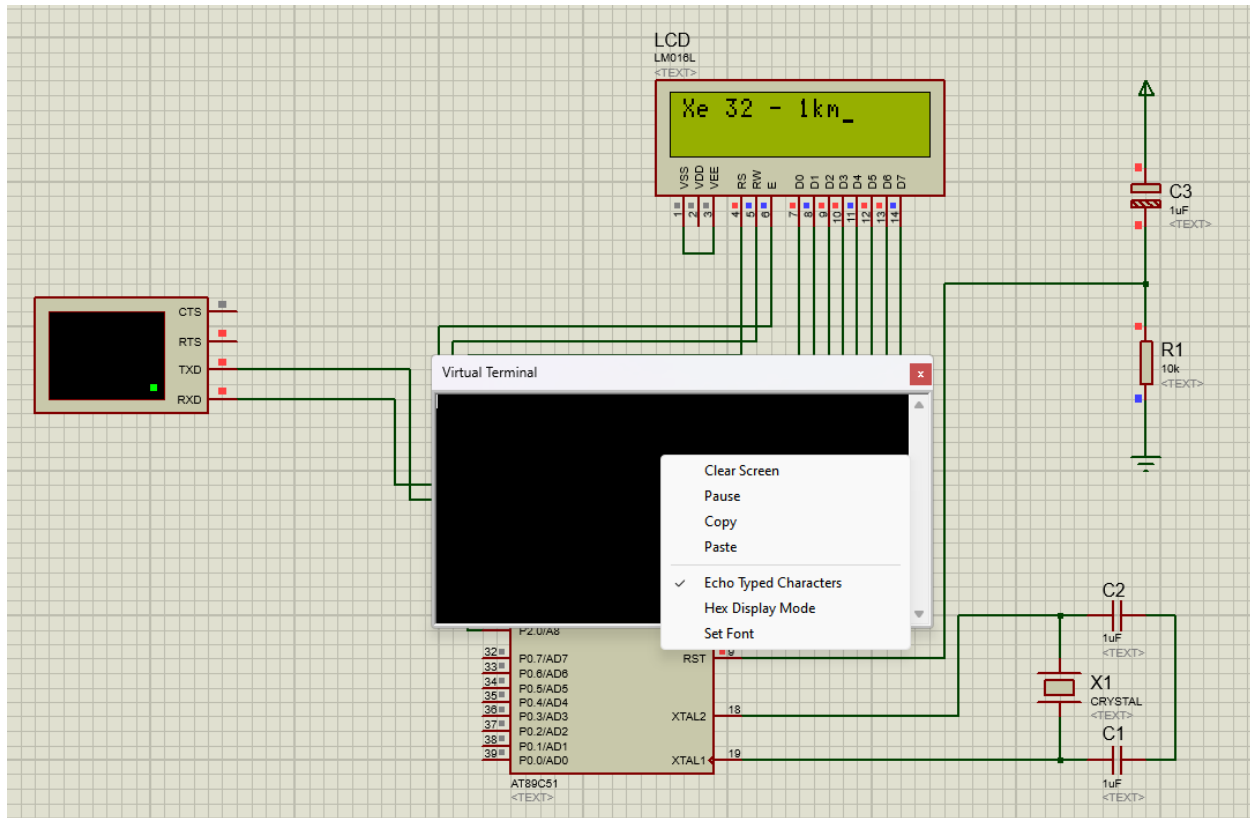 LCD
LM016L
<TEXT>
Xe 32 - 1km_
VSS
VDD
VEE
RS
RW
E
D0
D1
D2
D3
D4
D5
D6
D7
1
2
3
4
5
6
7
8
9
10
11
12
13
14
C3
1uF
<TEXT>
CTS
RTS
TXD
RXD
R1
10k
<TEXT>
Virtual Terminal
Clear Screen
Pause
Copy
Paste
Echo Typed Characters
Hex Display Mode
Set Font
P2.0/A8
32 P0.7/AD7
33 P0.6/AD6
34 P0.5/AD5
35 P0.4/AD4
36 P0.3/AD3
37 P0.2/AD2
38 P0.1/AD1
39 P0.0/AD0
RST 9
XTAL2 18
XTAL1 19
AT89C51
<TEXT>
C2
1uF
<TEXT>
X1
CRYSTAL
<TEXT>
C1
1uF
<TEXT>